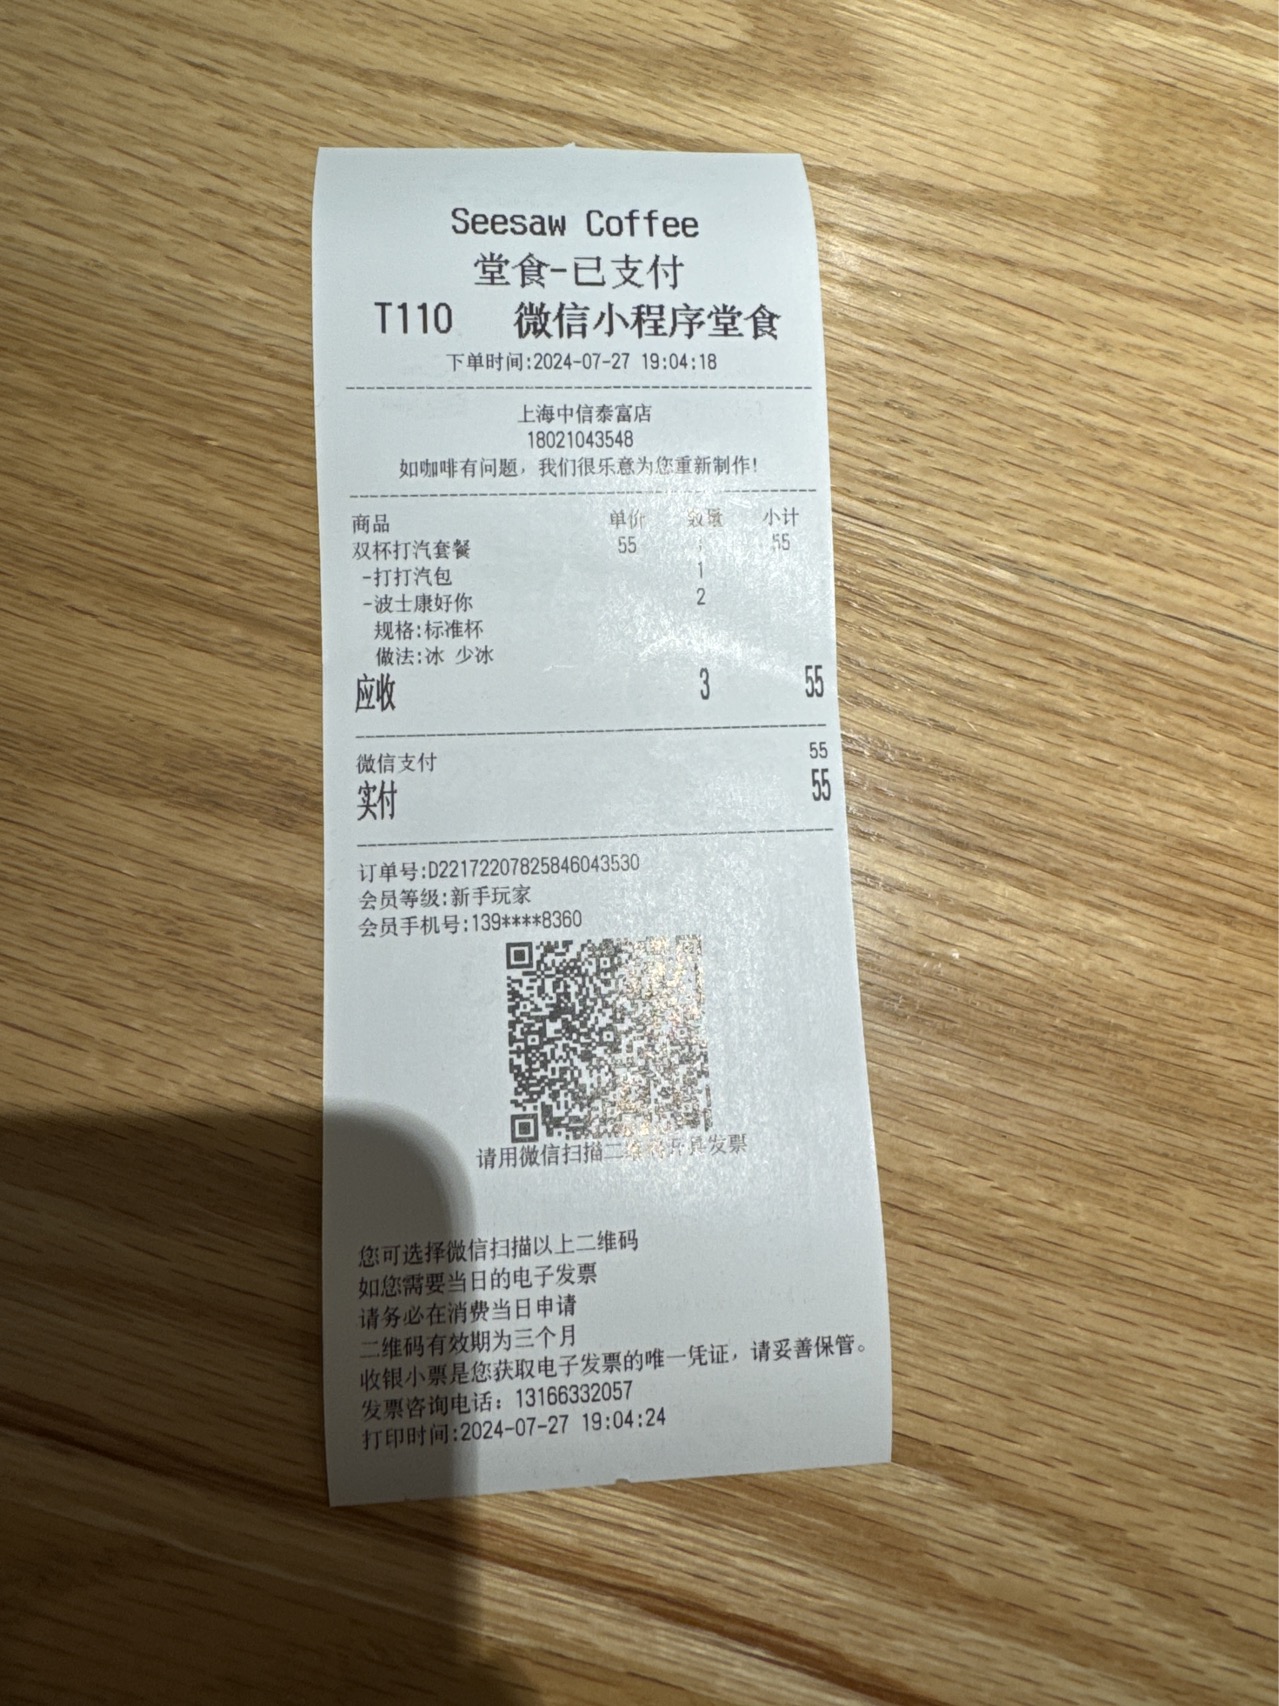 Seesaw Coffee
堂食-已支付
T110 微信小程序堂食
下单时间:2024-07-27 19:04:18
上海中信泰富店
18021043548
如咖啡有问题，我们很乐意为您重新制作!
商品 单价 数量 小计
双杯打汽套餐 55 55
-打打汽包 1
-波士康好你 2
规格:标准杯
做法:冰 少冰
应收 3 55
微信支付 55
实付 55
订单号:D22172207825846043530
会员等级:新手玩家
会员手机号:139****8360
请用微信扫描二 开具发票
您可选择微信扫描以上二维码
如您需要当日的电子发票
请务必在消费当日申请
二维码有效期为三个月
收银小票是您获取电子发票的唯一凭证，请妥善保管。
发票咨询电话：13166332057
打印时间:2024-07-27 19:04:24